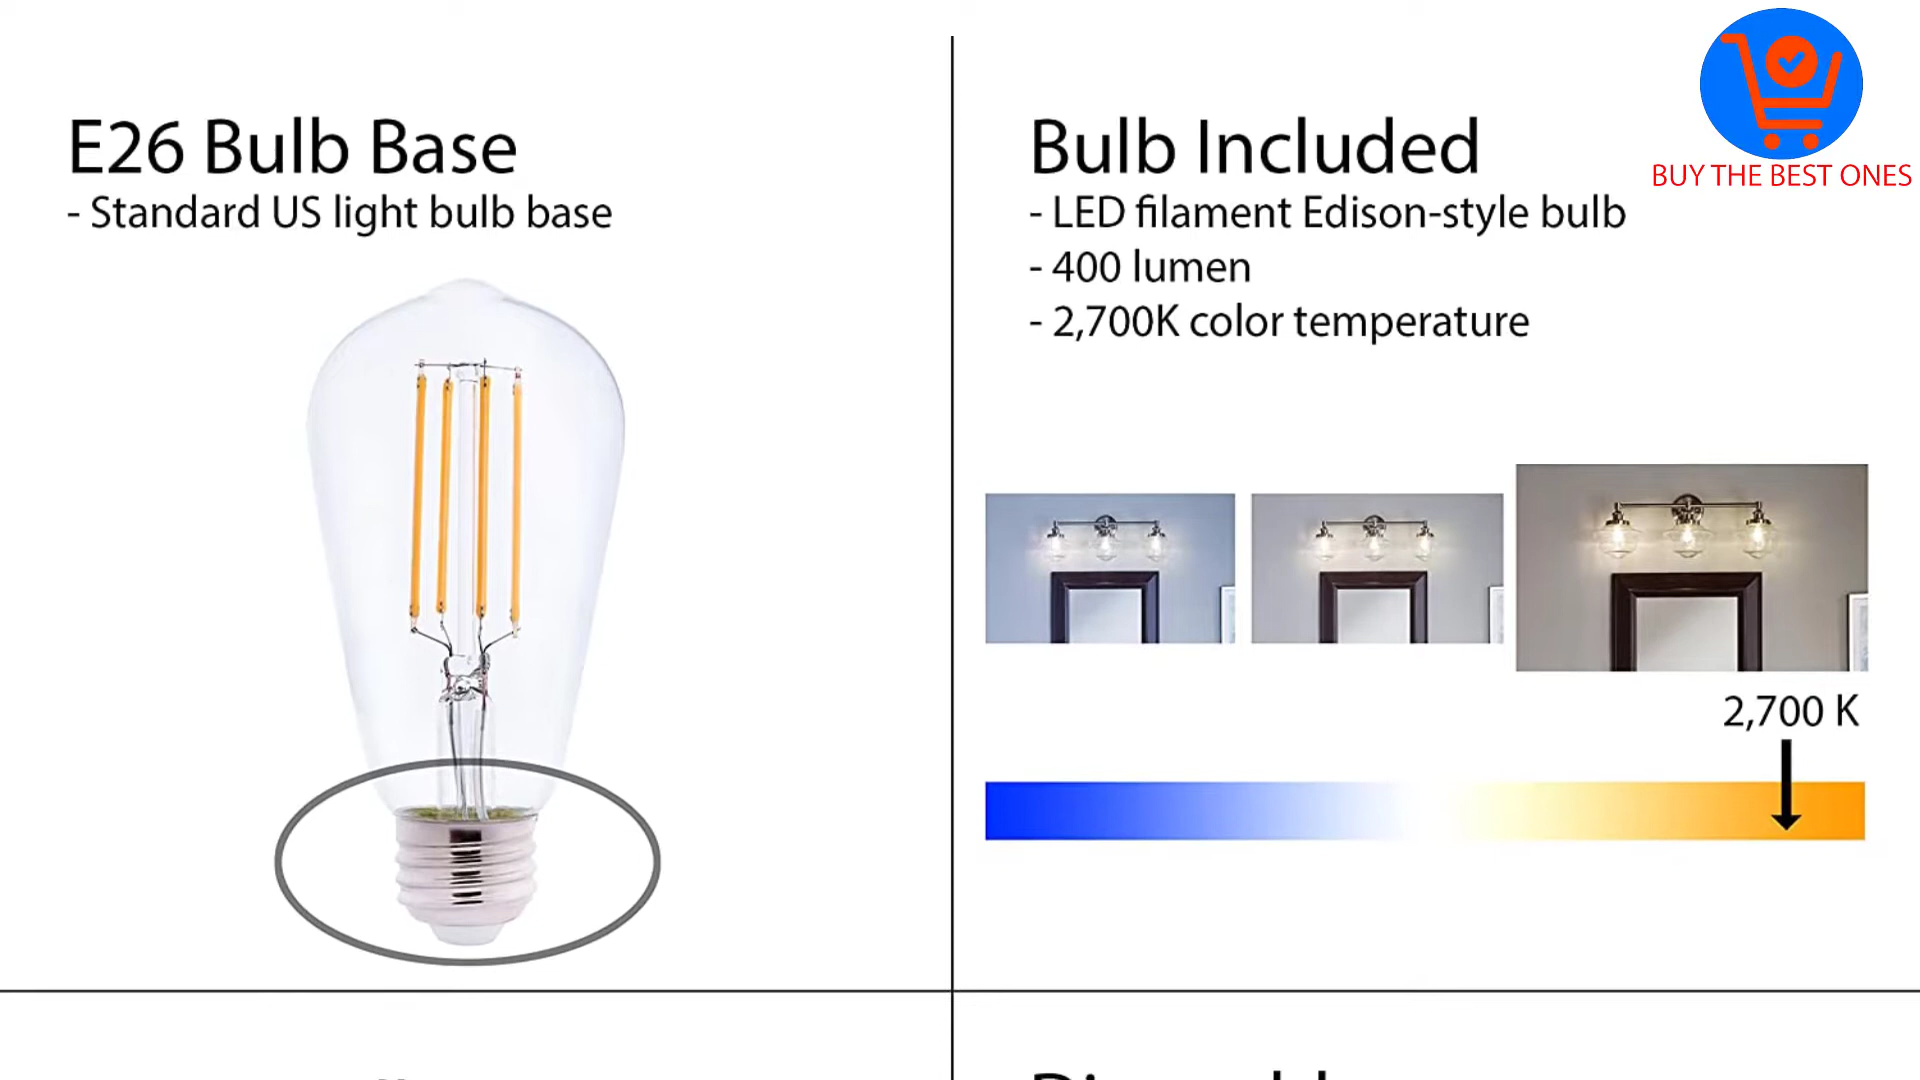 E26 Bulb Base
- Standard US light bulb base
Bulb Included
- LED filament Edison-style bulb
- 400 lumen
- 2,700K color temperature
BUY THE BEST ONES
2,700 K